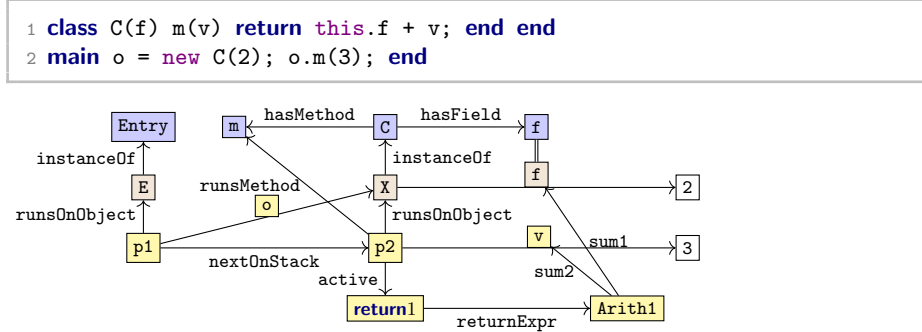 1 class C(f) m(v) return this.f + v; end end
2 main o = new C(2); o.m(3); end
hasMethod hasField
Entry m C f
instanceOf instanceOf
E runsMethod X f 2
o
runsOnObject runsOnObject
p1 p2 v sum1 3
nextOnStack sum2
active
return1 Arith1
returnExpr